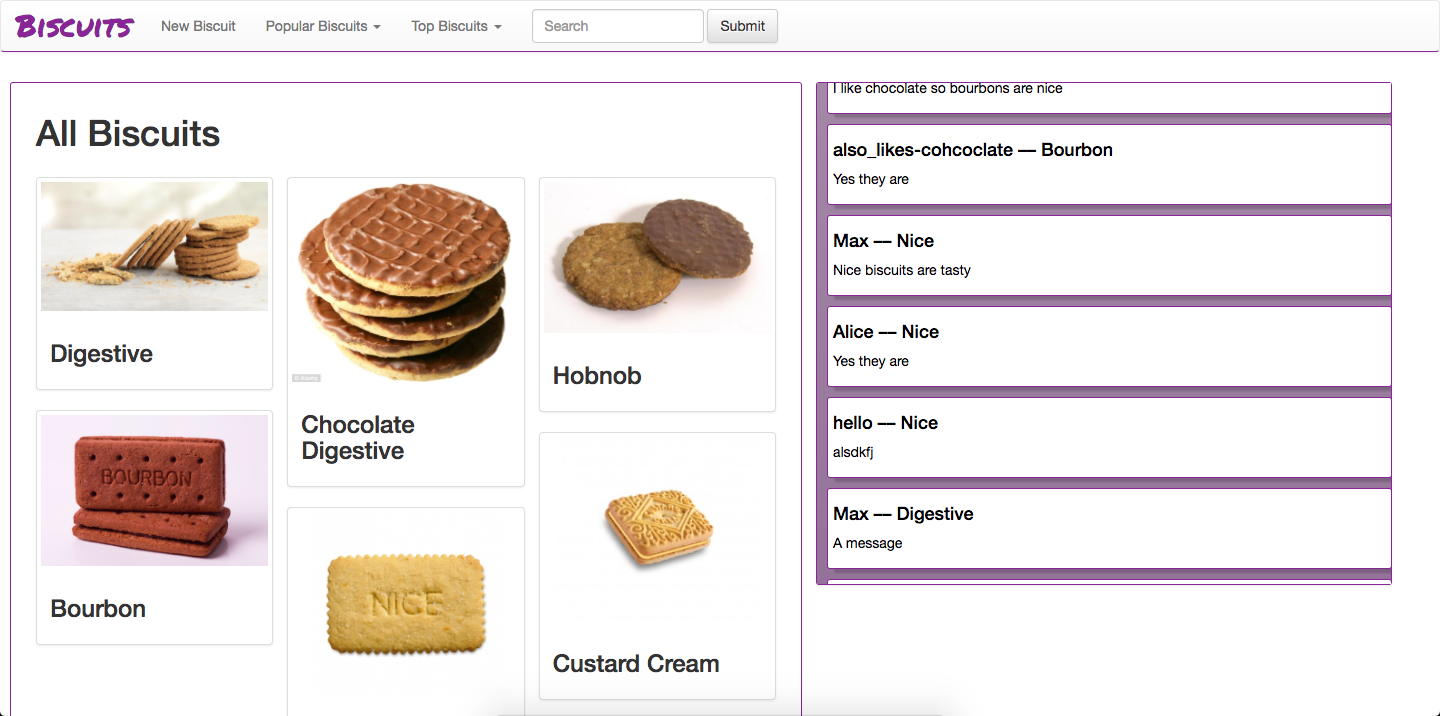 Biscuits
New Biscuit
Popular Biscuits
Top Biscuits
Search
Submit
All Biscuits
Digestive
Chocolate
Digestive
Hobnob
BOURBON
Bourbon
NICE
Custard Cream
I like chocolate so bourbons are nice
also_likes-cohcoclate — Bourbon
Yes they are
Max — Nice
Nice biscuits are tasty
Alice — Nice
Yes they are
hello — Nice
alsdkfj
Max — Digestive
A message